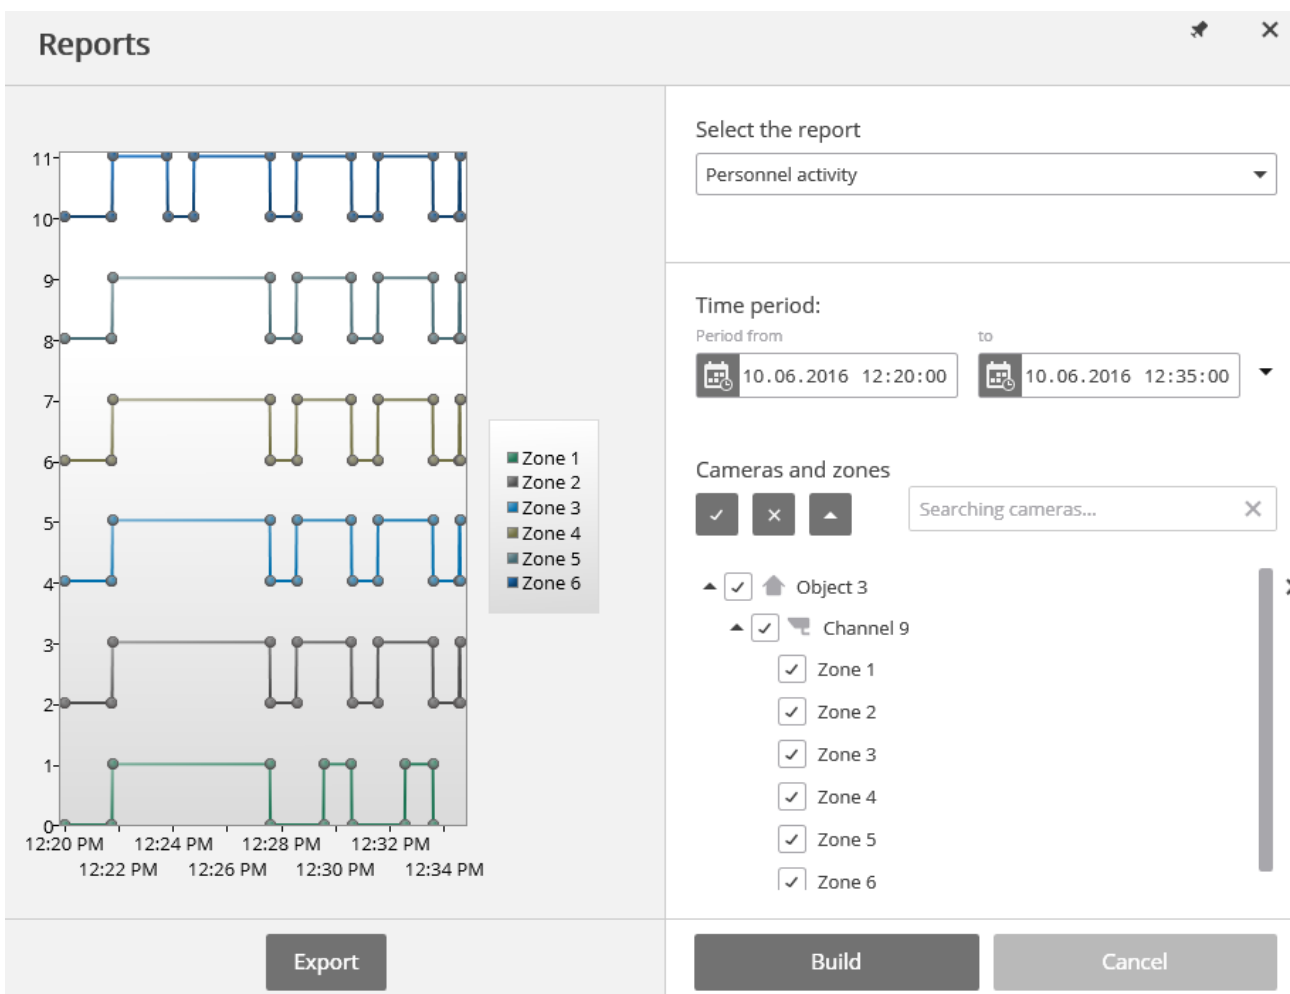 Reports
11
10
9
8
7
6
5
4
3
2
1
0
12:20 PM 12:24 PM 12:28 PM 12:32 PM
12:22 PM 12:26 PM 12:30 PM 12:34 PM
Zone 1
Zone 2
Zone 3
Zone 4
Zone 5
Zone 6
Export
Select the report
Personnel activity
Time period:
Period from to
10.06.2016 12:20:00 10.06.2016 12:35:00
Cameras and zones
Searching cameras...
Object 3
Channel 9
Zone 1
Zone 2
Zone 3
Zone 4
Zone 5
Zone 6
Build Cancel